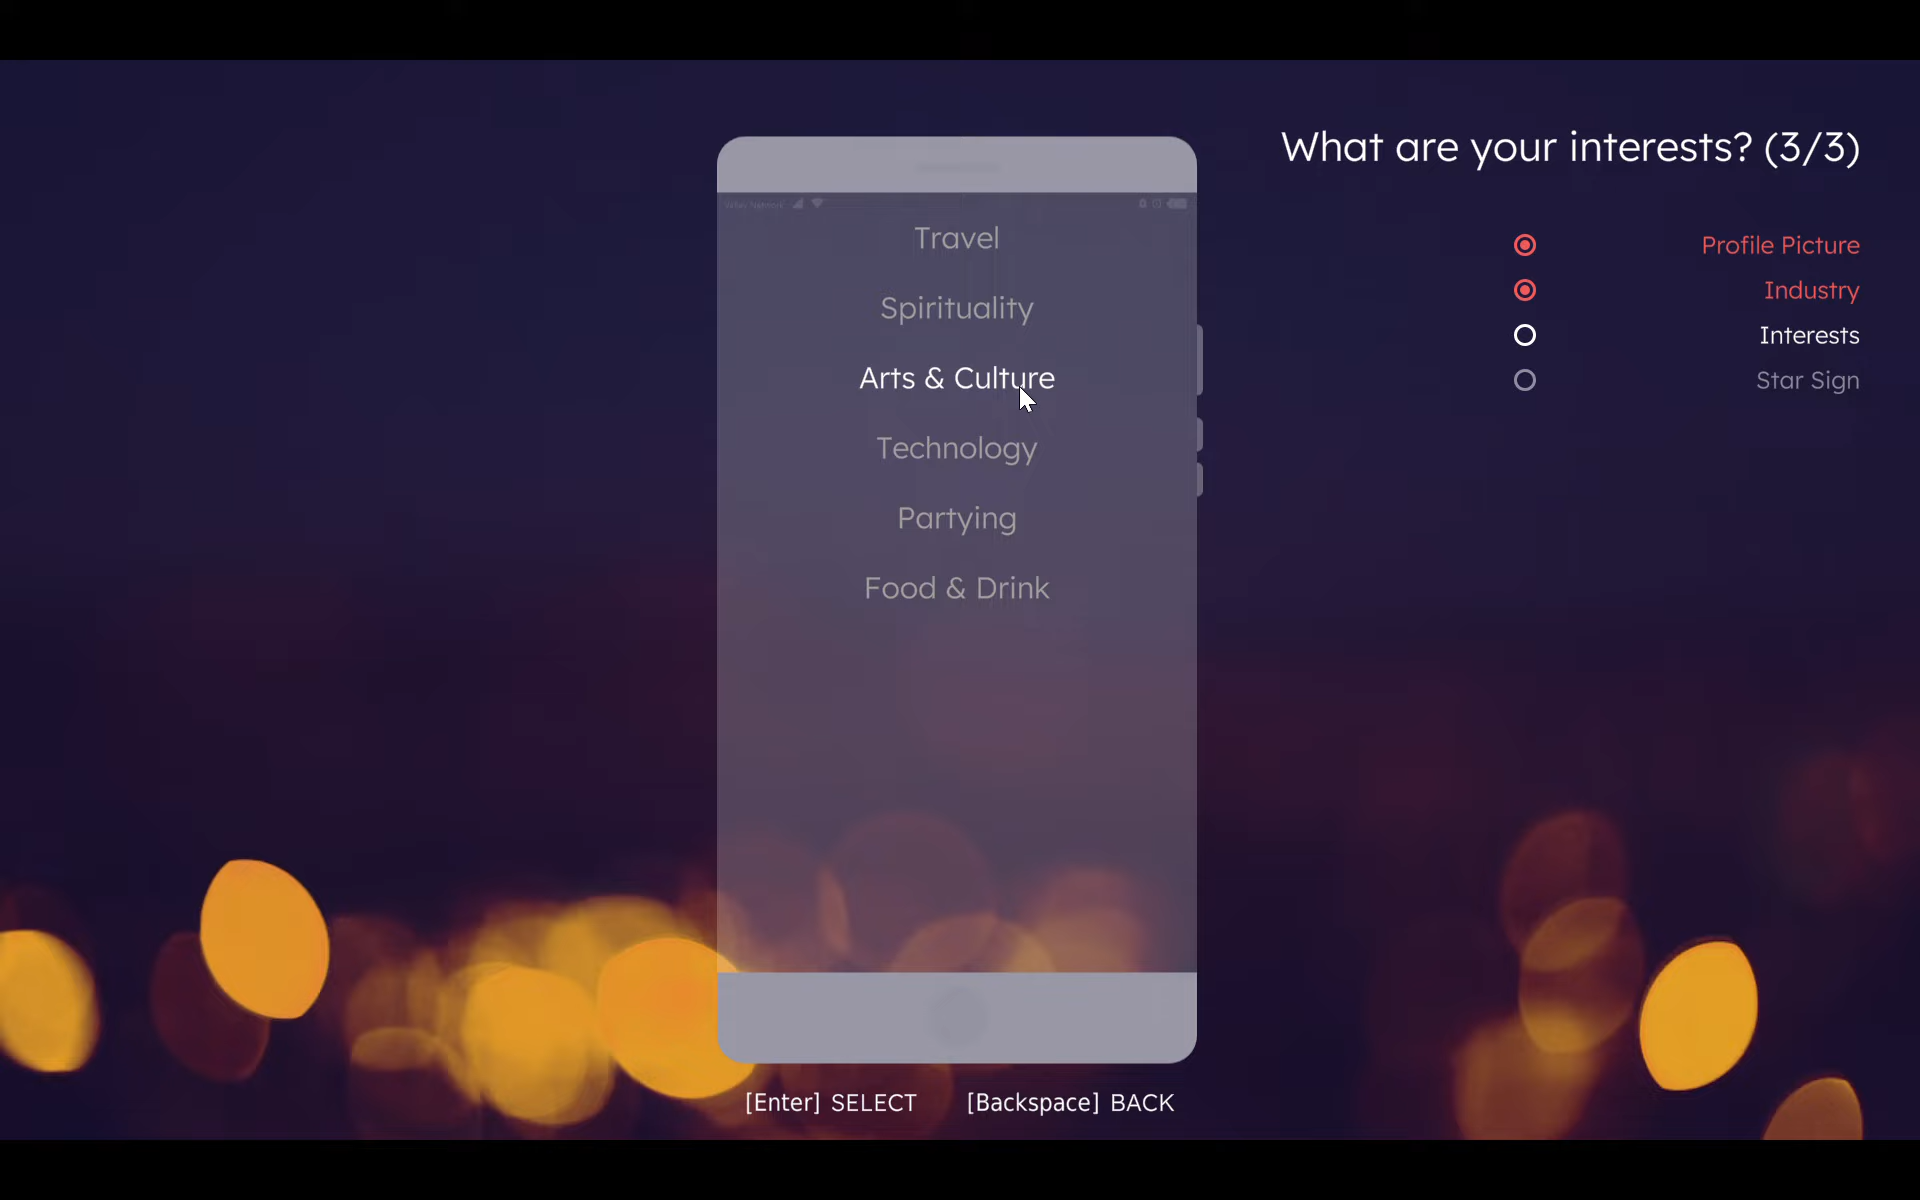 What are your interests? (3/3)
Profile Picture
Industry
Interests
Star Sign
Travel
Spirituality
Arts & Culture
Technology
Partying
Food & Drink
[Enter] SELECT [Backspace] BACK